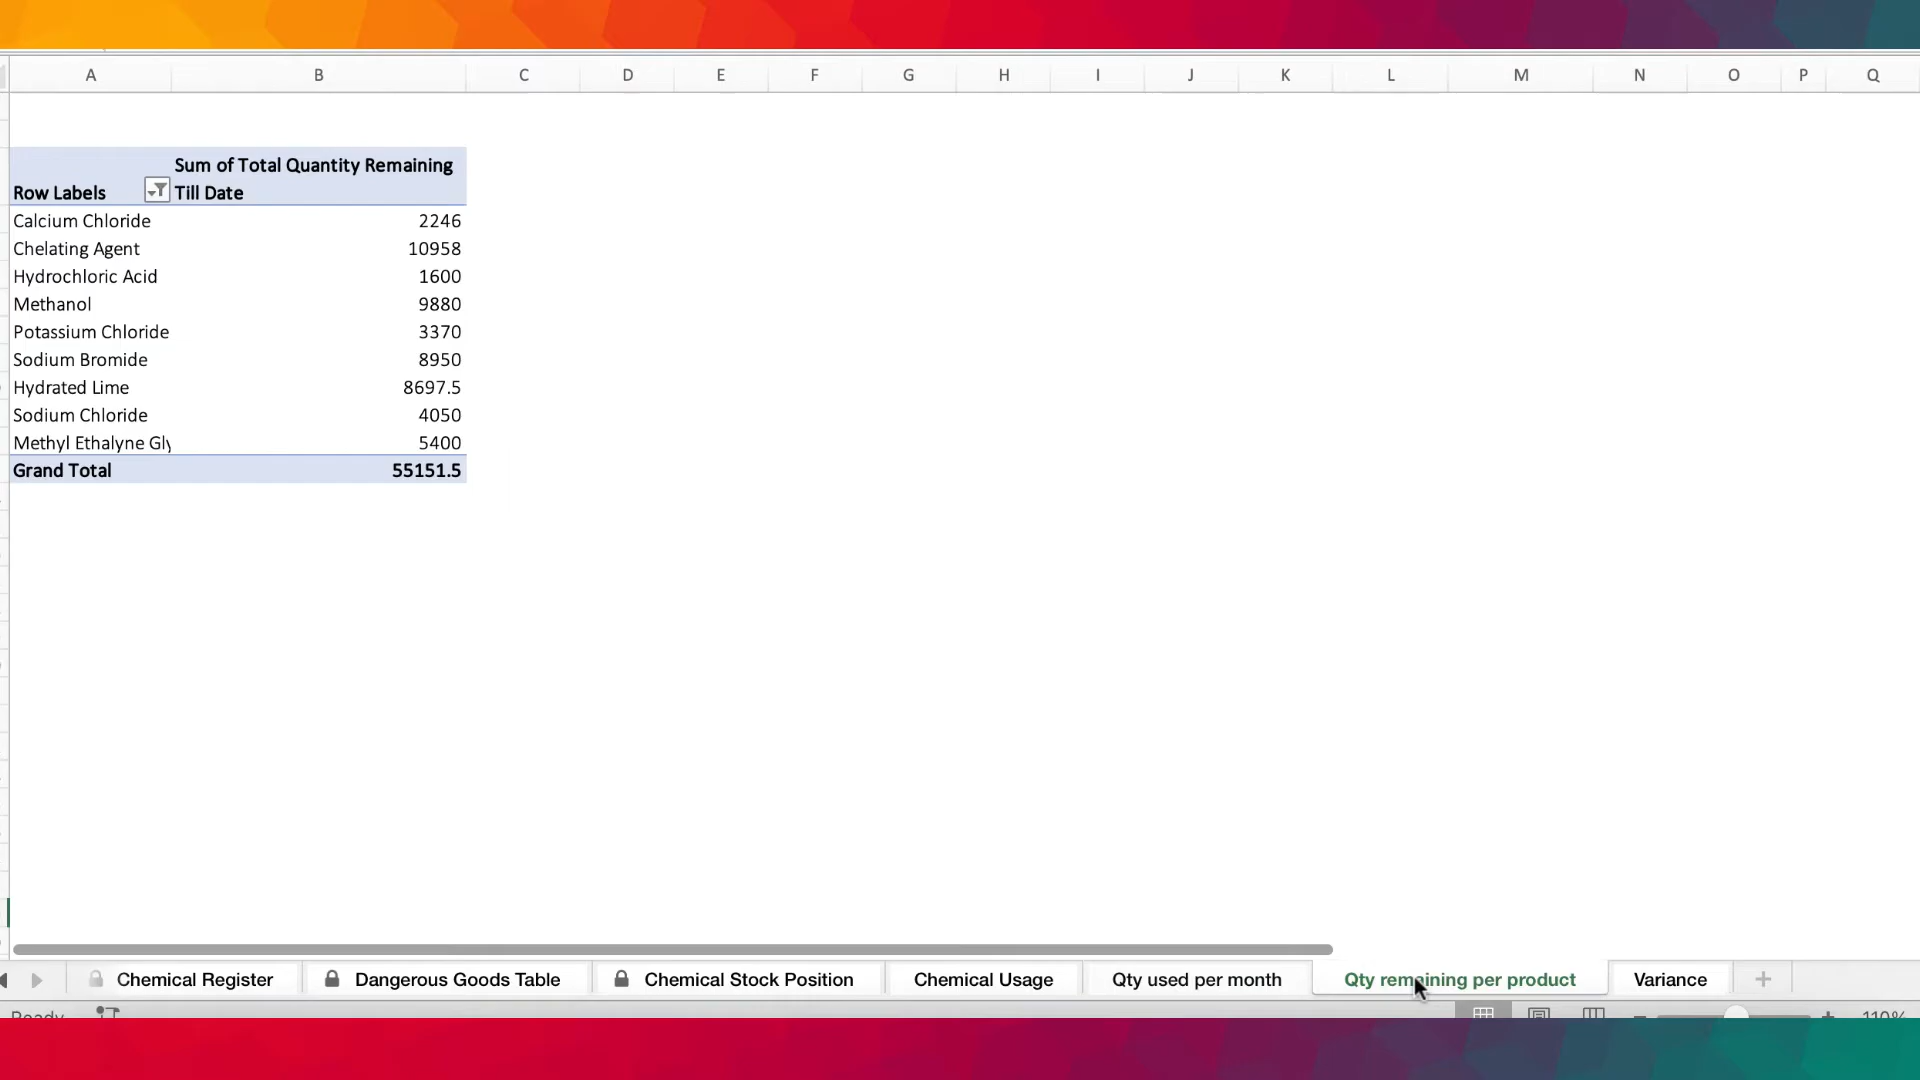 A B C D E F G H I J K L M N O P Q
Sum of Total Quantity Remaining
Row Labels Till Date
Calcium Chloride 2246
Chelating Agent 10958
Hydrochloric Acid 1600
Methanol 9880
Potassium Chloride 3370
Sodium Bromide 8950
Hydrated Lime 8697.5
Sodium Chloride 4050
Methyl Ethalyne Gly 5400
Grand Total 55151.5
Chemical Register Dangerous Goods Table Chemical Stock Position Chemical Usage Qty used per month Qty remaining per product Variance +
Ready 110%